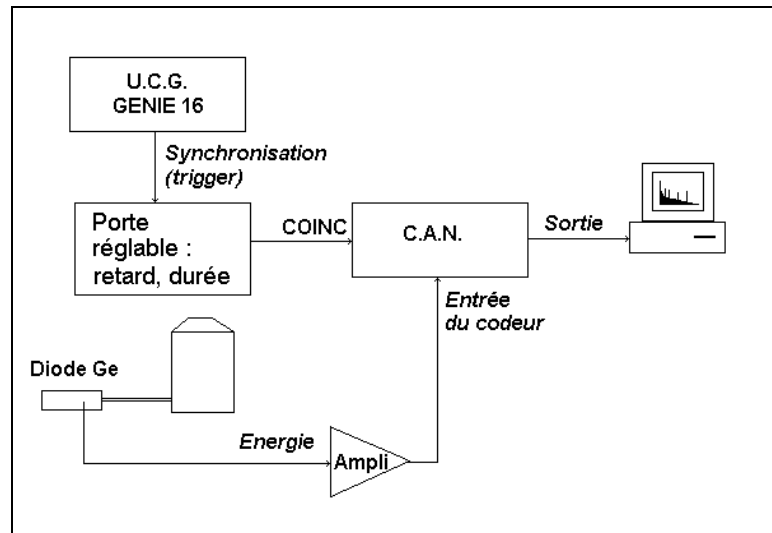 U.C.G.
GENIE 16
Synchronisation
(trigger)
Porte
réglable :
retard, durée
COINC
C.A.N.
Sortie
Entrée
du codeur
Diode Ge
Energie
Ampli